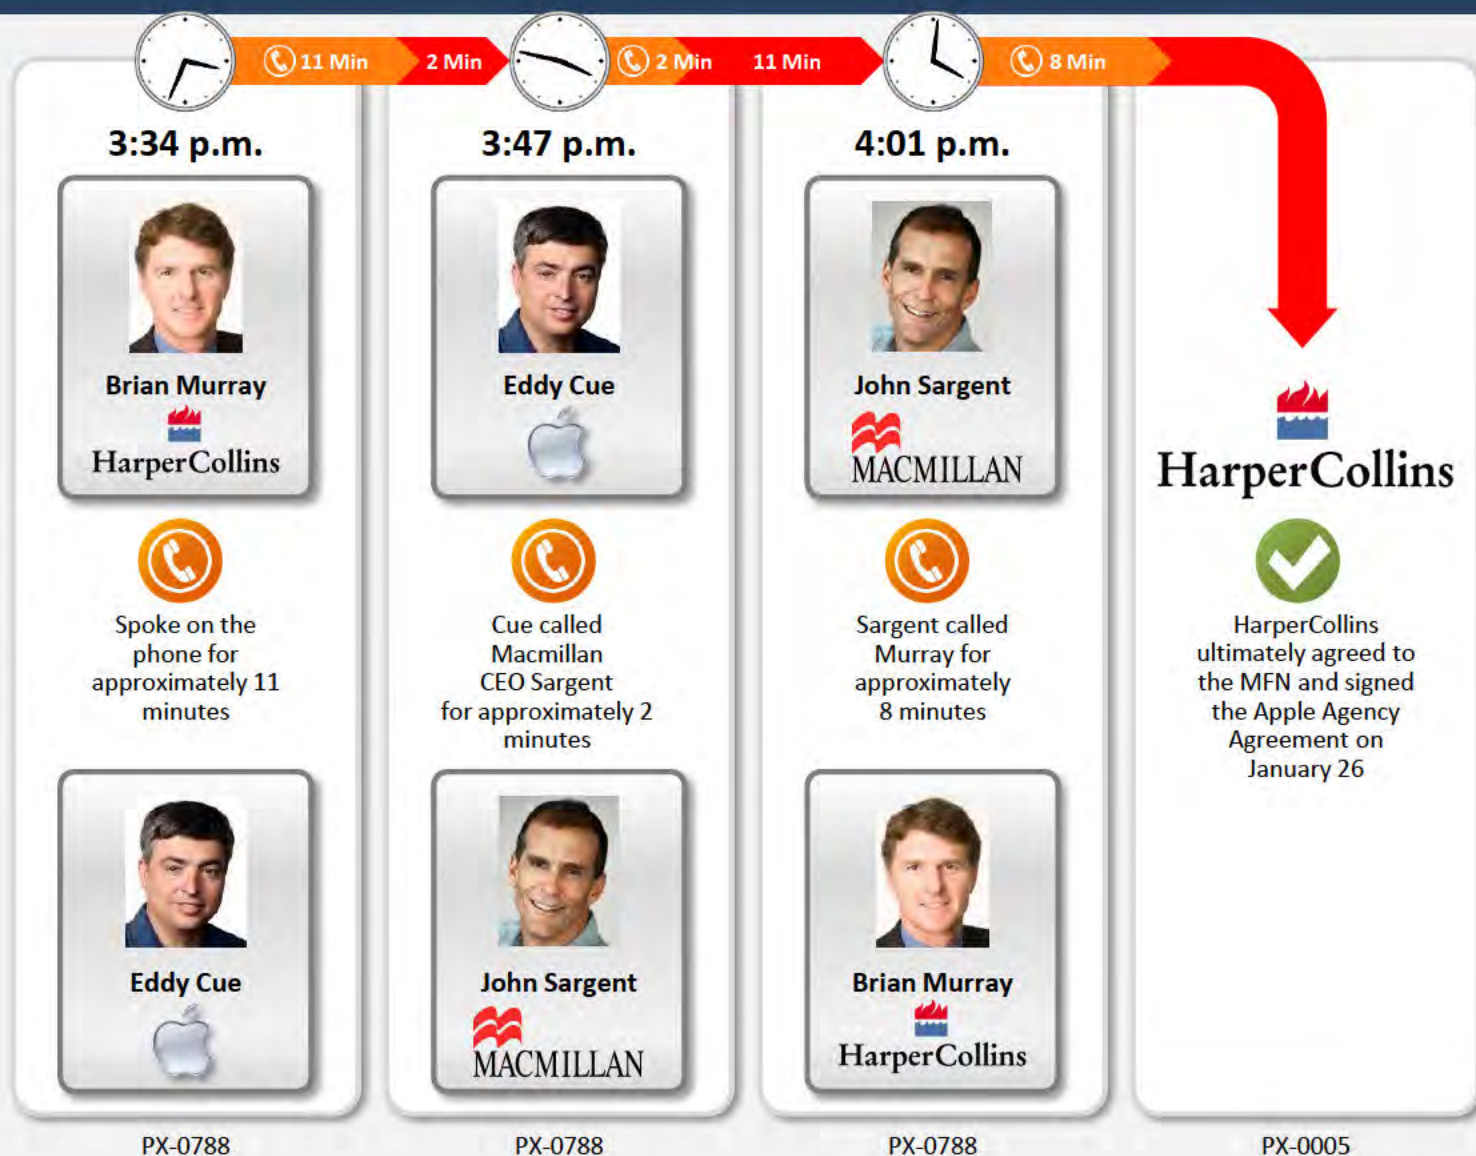 11 Min
2 Min
2 Min
11 Min
8 Min
3:34 p.m.
Brian Murray
HarperCollins
Spoke on the
phone for
approximately 11
minutes
Eddy Cue
PX-0788
3:47 p.m.
Eddy Cue
Cue called
Macmillan
CEO Sargent
for approximately 2
minutes
John Sargent
MACMILLAN
PX-0788
4:01 p.m.
John Sargent
MACMILLAN
Sargent called
Murray for
approximately
8 minutes
Brian Murray
HarperCollins
PX-0788
HarperCollins
HarperCollins
ultimately agreed to
the MFN and signed
the Apple Agency
Agreement on
January 26
PX-0005